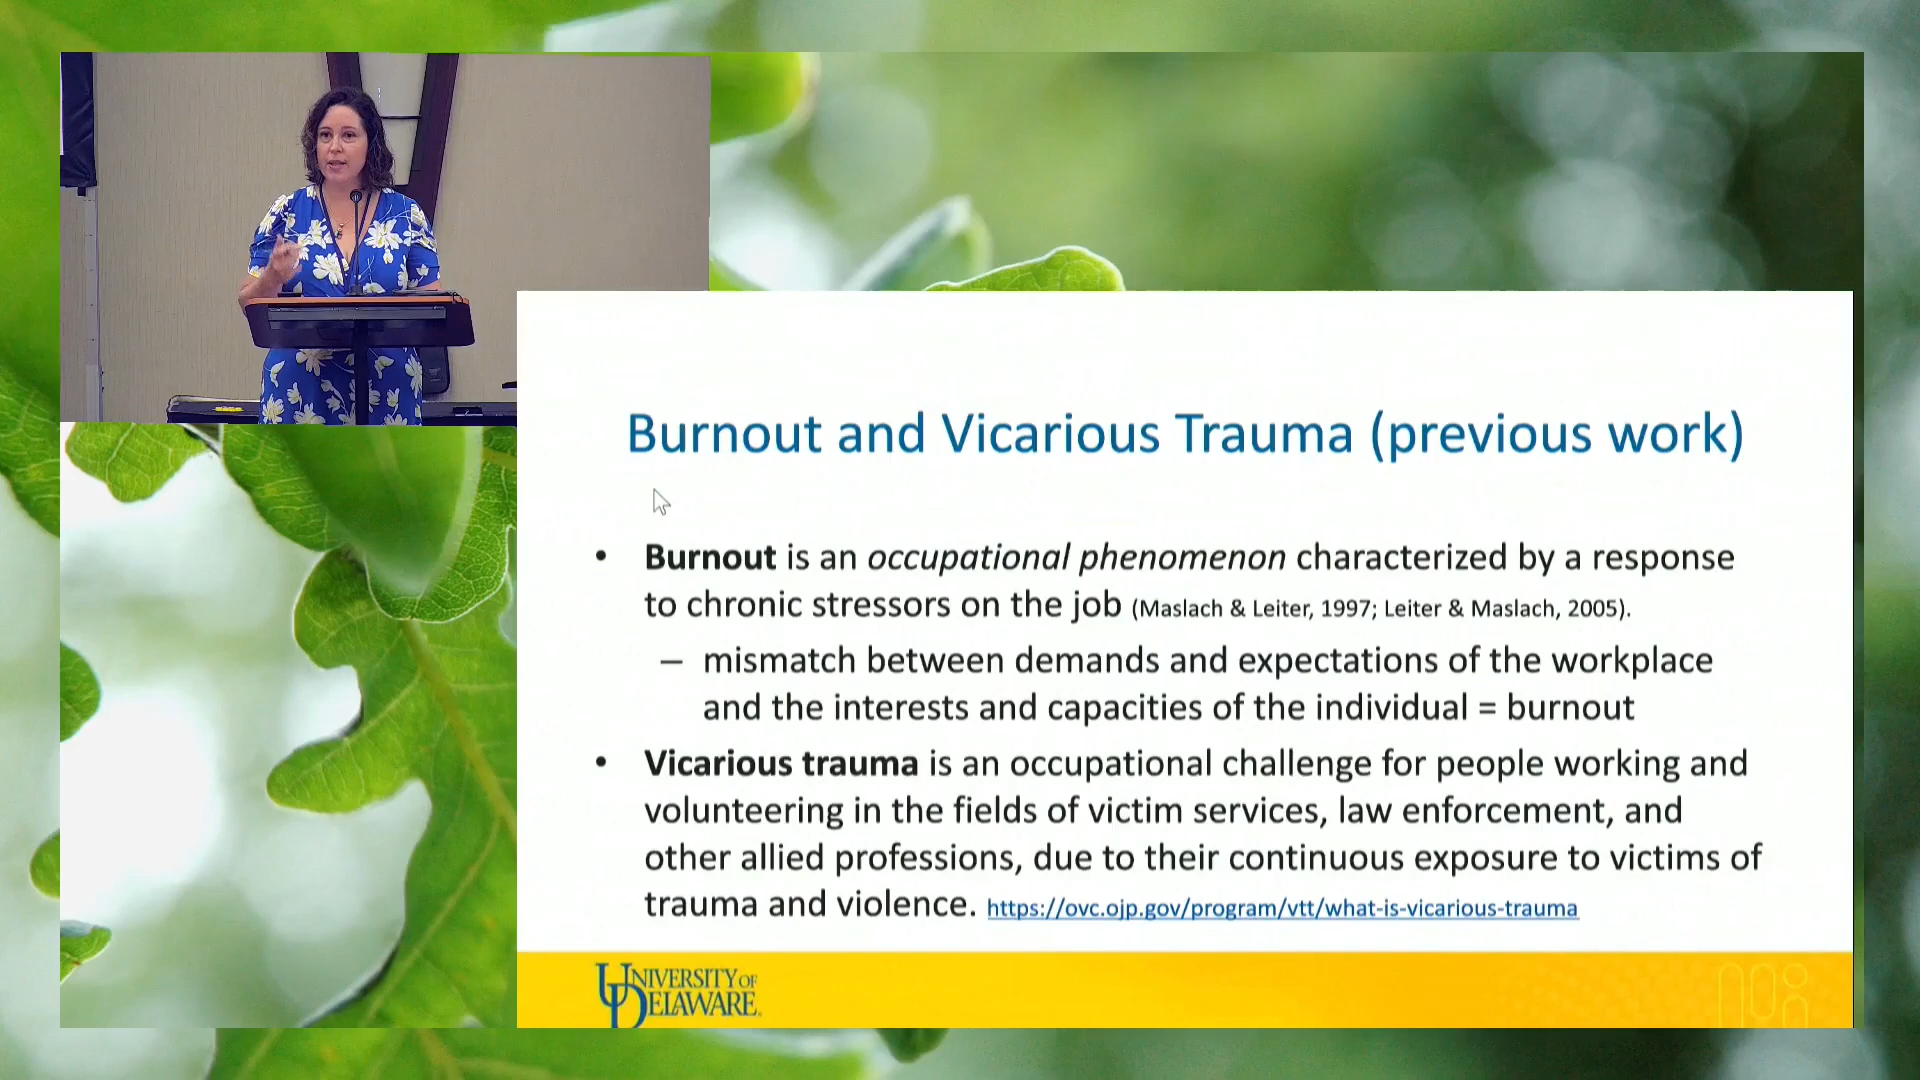 Burnout and Vicarious Trauma (previous work)
• Burnout is an occupational phenomenon characterized by a response
to chronic stressors on the job (Maslach & Leiter, 1997; Leiter & Maslach, 2005).
– mismatch between demands and expectations of the workplace
and the interests and capacities of the individual = burnout
• Vicarious trauma is an occupational challenge for people working and
volunteering in the fields of victim services, law enforcement, and
other allied professions, due to their continuous exposure to victims of
trauma and violence. https://ovc.ojp.gov/program/vtt/what-is-vicarious-trauma
UNIVERSITY OF
DELAWARE.